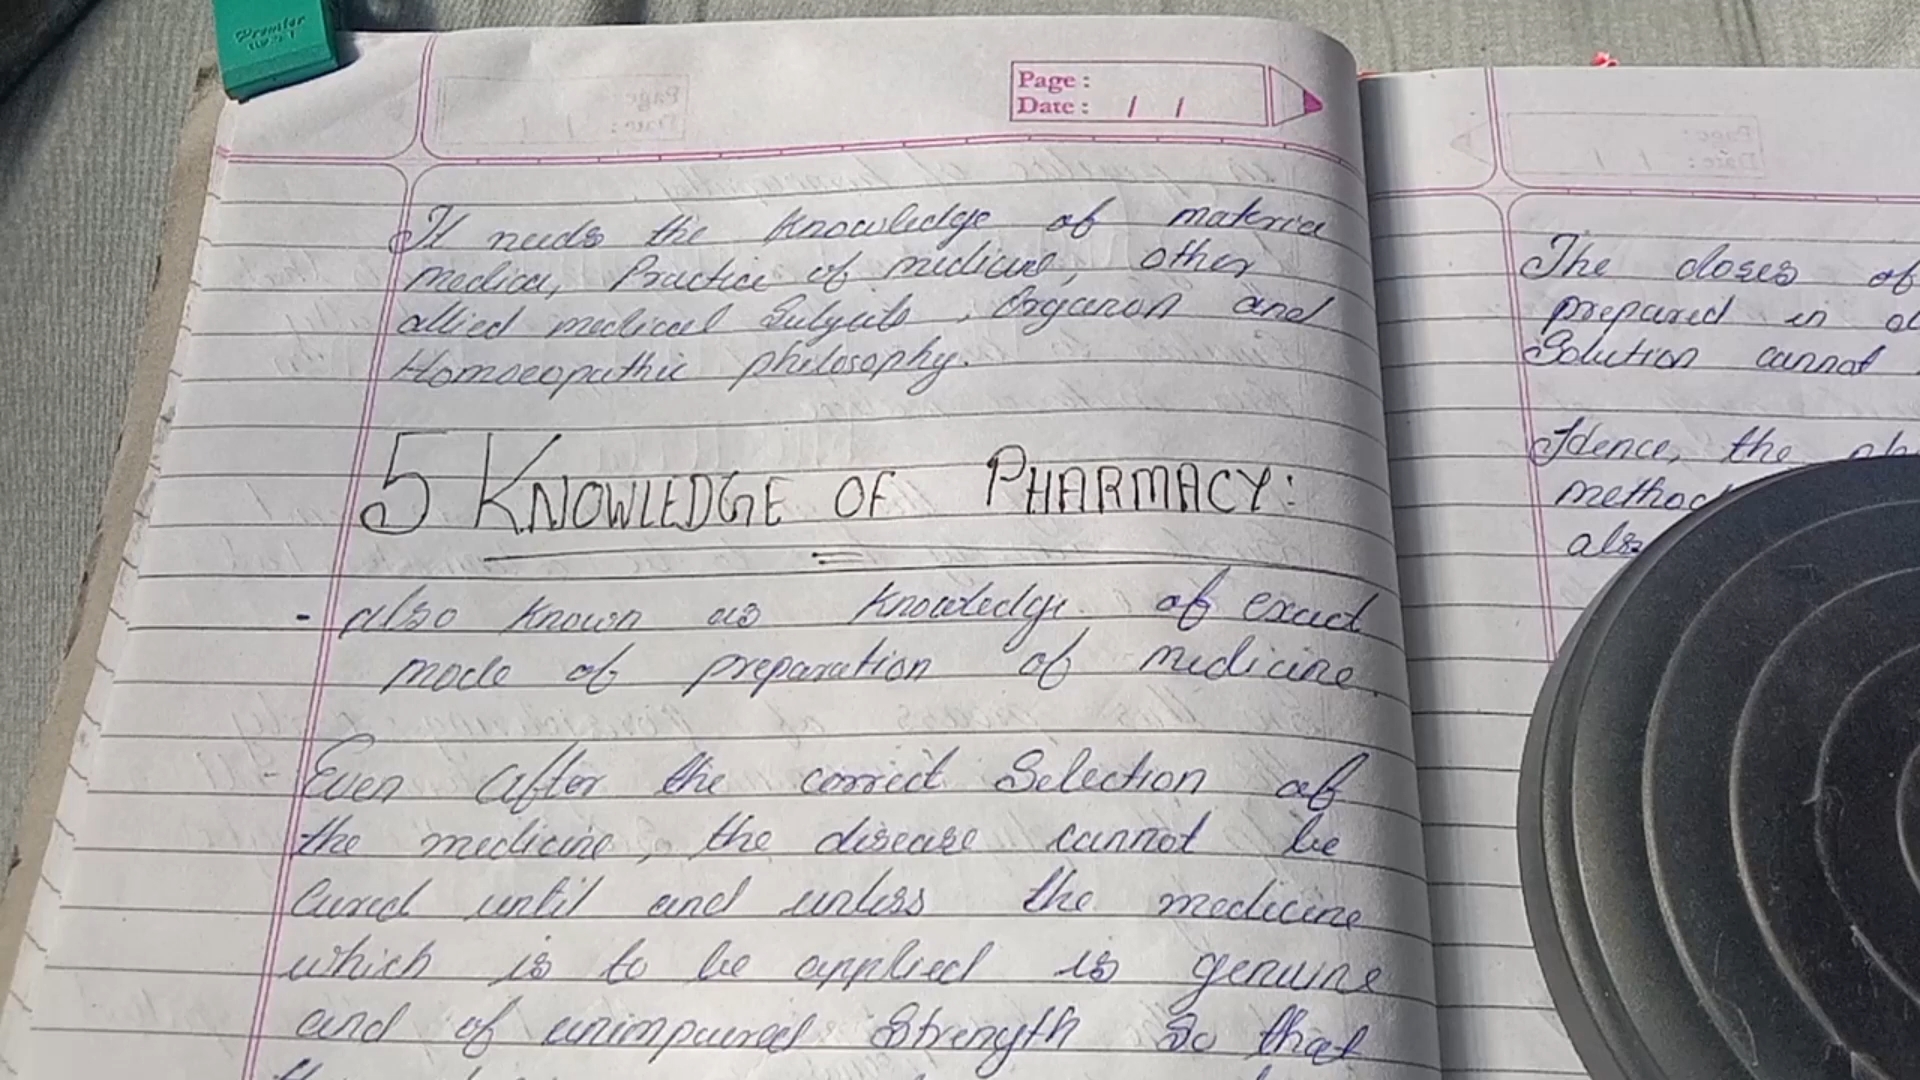 Premier
Page :
Date : / /
It needs the knowledge of materia
medica, Practice of medicine, other
allied medical Subjects, Organon and
Homoeopathic philosophy.
5 KNOWLEDGE OF PHARMACY:
- also known as knowledge of exact
mode of preparation of medicine.
- Even after the correct Selection of
the medicine, the disease cannot be
Cured until and unless the medicine
which is to be applied is genuine
and of unimpaired Strength So that
The doses of
prepared in
Solution cannot
Hence, the
method
also